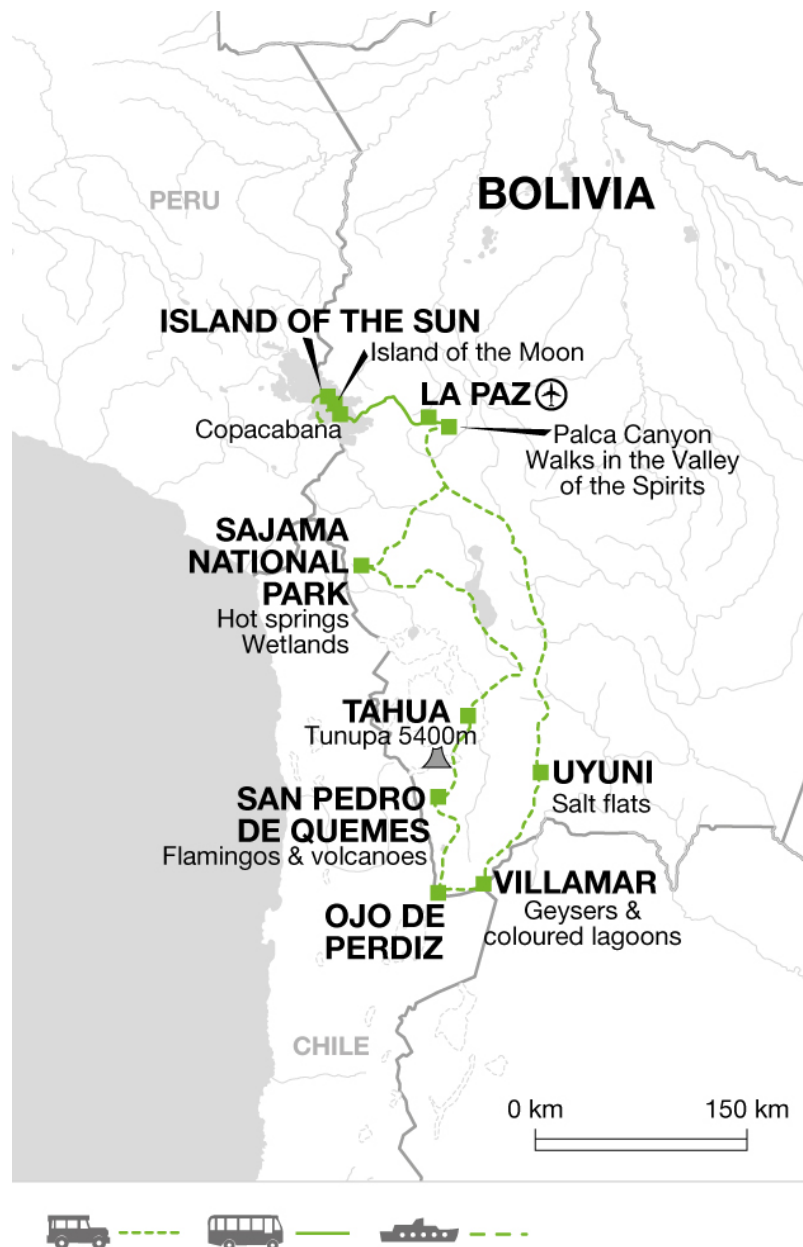 PERU
BOLIVIA
ISLAND OF THE SUN
Island of the Moon
LA PAZ
Copacabana
Palca Canyon
Walks in the Valley
of the Spirits
SAJAMA
NATIONAL
PARK
Hot springs
Wetlands
TAHUA
Tunupa 5400m
UYUNI
Salt flats
SAN PEDRO
DE QUEMES
Flamingos & volcanoes
VILLAMAR
Geysers &
coloured lagoons
OJO DE
PERDIZ
CHILE
0 km
150 km